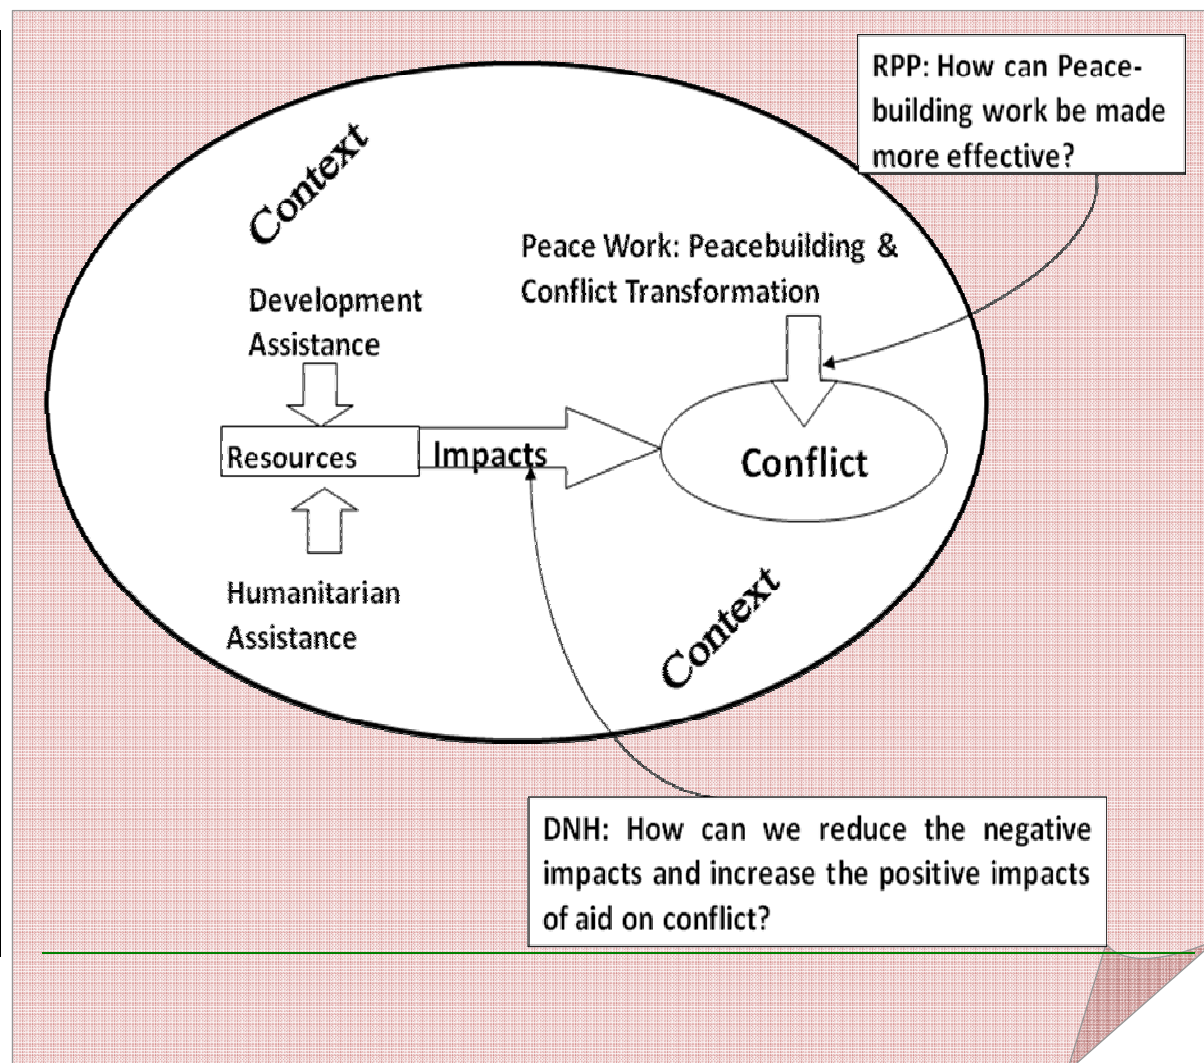 RPP: How can Peace-
building work be made
more effective?
Context
Peace Work: Peacebuilding &
Conflict Transformation
Development
Assistance
Resources
Impacts
Conflict
Humanitarian
Assistance
Context
DNH: How can we reduce the negative
impacts and increase the positive impacts
of aid on conflict?